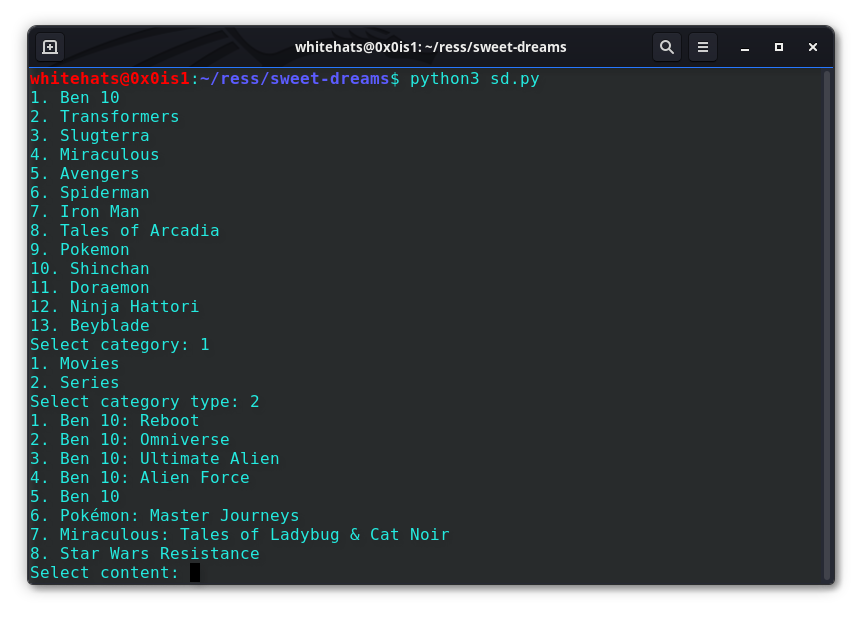 whitehats@0x0is1: ~/ress/sweet-dreams
whitehats@0x0is1:~/ress/sweet-dreams$ python3 sd.py
1. Ben 10
2. Transformers
3. Slugterra
4. Miraculous
5. Avengers
6. Spiderman
7. Iron Man
8. Tales of Arcadia
9. Pokemon
10. Shinchan
11. Doraemon
12. Ninja Hattori
13. Beyblade
Select category: 1
1. Movies
2. Series
Select category type: 2
1. Ben 10: Reboot
2. Ben 10: Omniverse
3. Ben 10: Ultimate Alien
4. Ben 10: Alien Force
5. Ben 10
6. Pokémon: Master Journeys
7. Miraculous: Tales of Ladybug & Cat Noir
8. Star Wars Resistance
Select content: